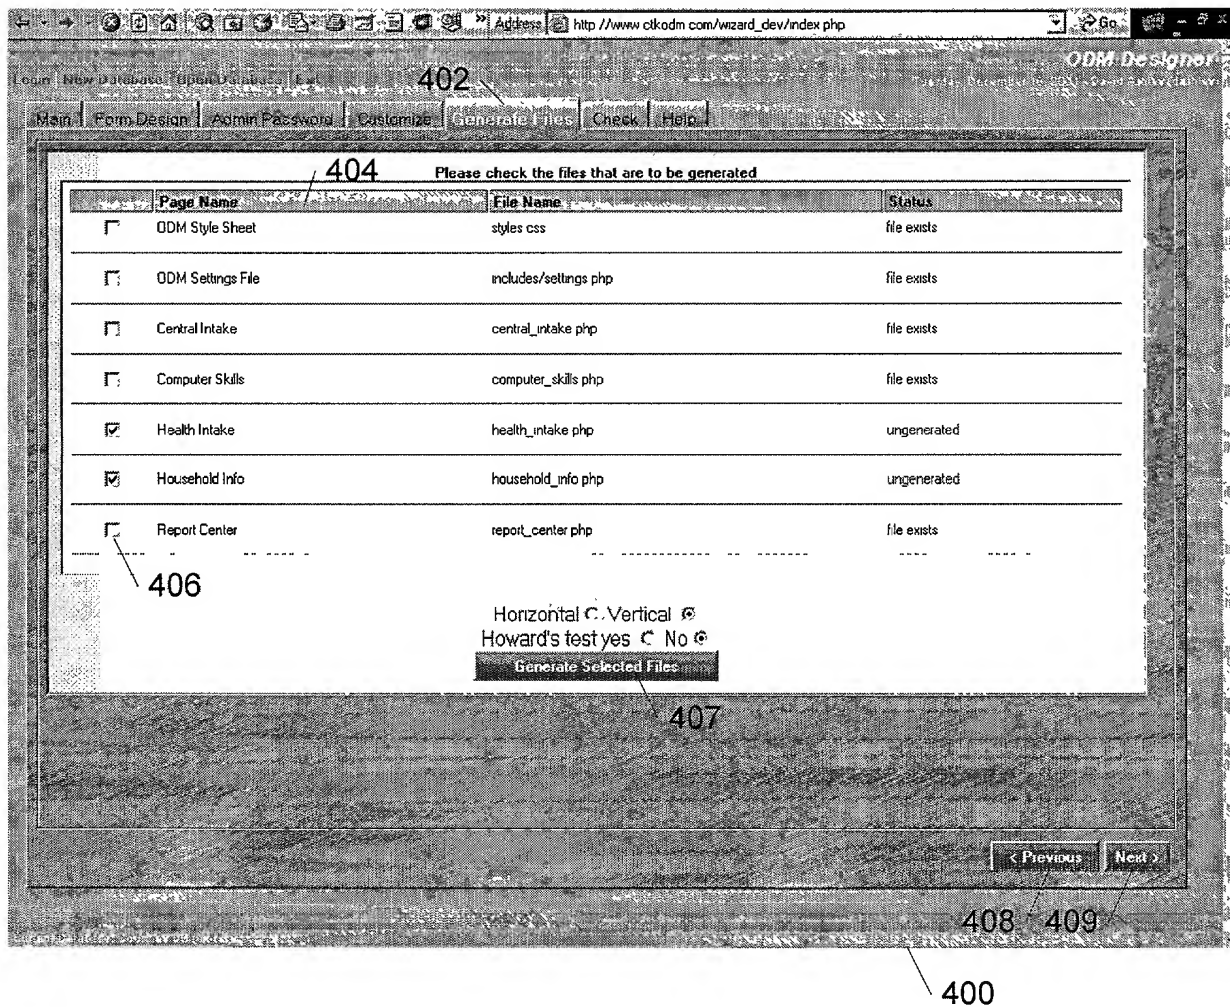 " Address http //www ctkodm com/wizard_dev/index php Go
ODM Designer
Login New Database Open Database Exit
402
Main Form Design Admin Password Customize Generate Files Check Help
404 Please check the files that are to be generated
Page Name File Name Status
ODM Style Sheet styles css file exists
ODM Settings File includes/settings php file exists
Central Intake central_intake php file exists
Computer Skills computer_skills php file exists
Health Intake health_intake php ungenerated
Household Info household_info php ungenerated
Report Center report_center php file exists
406
Horizontal Vertical
Howard's test yes No
Generate Selected Files
407
< Previous Next >
408 409
400